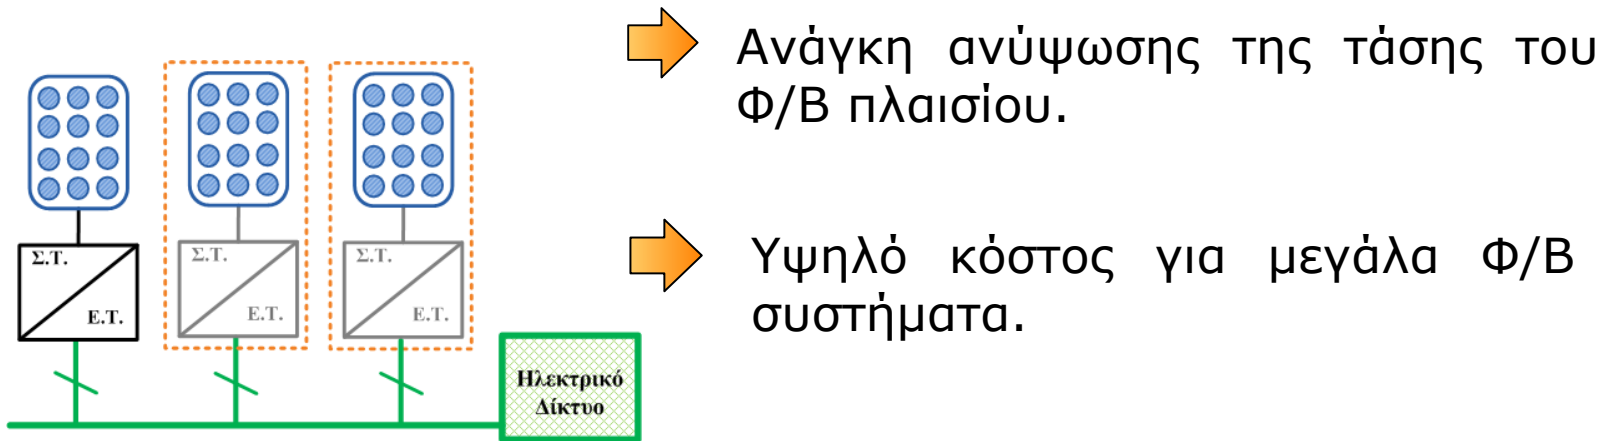 Ανάγκη ανύψωσης της τάσης του
Φ/Β πλαισίου.
Σ.Τ.
Ε.Τ.
Σ.Τ.
Ε.Τ.
Σ.Τ.
Ε.Τ.
Υψηλό κόστος για μεγάλα Φ/Β
συστήματα.
Ηλεκτρικό
Δίκτυο